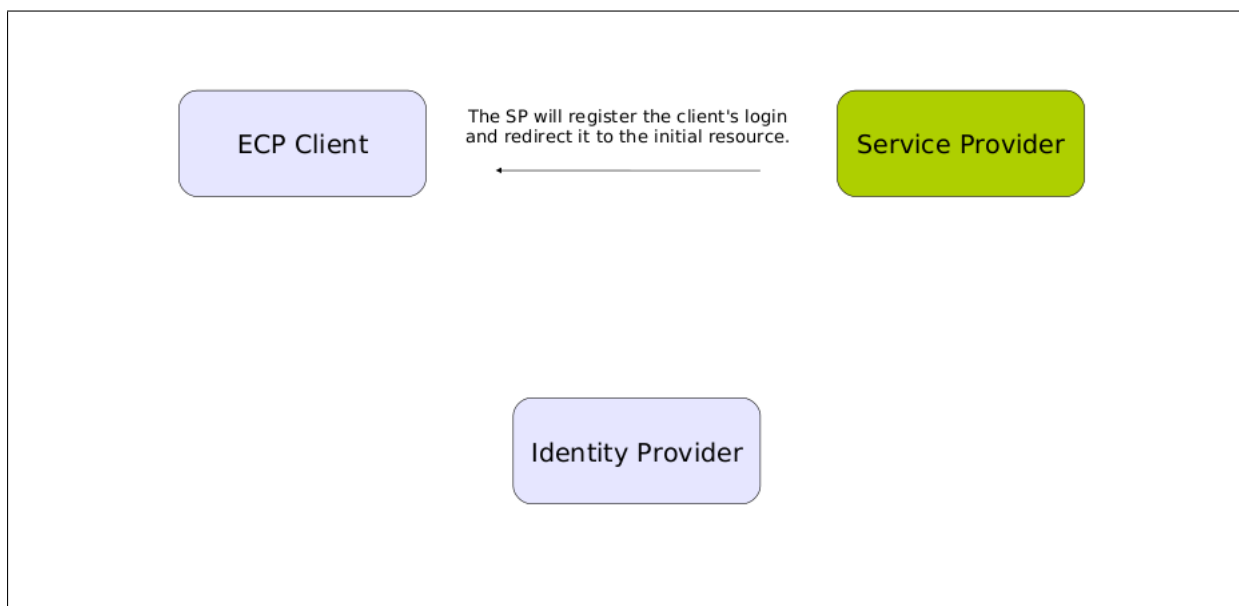 ECP Client
The SP will register the client's login
and redirect it to the initial resource.
Service Provider
Identity Provider